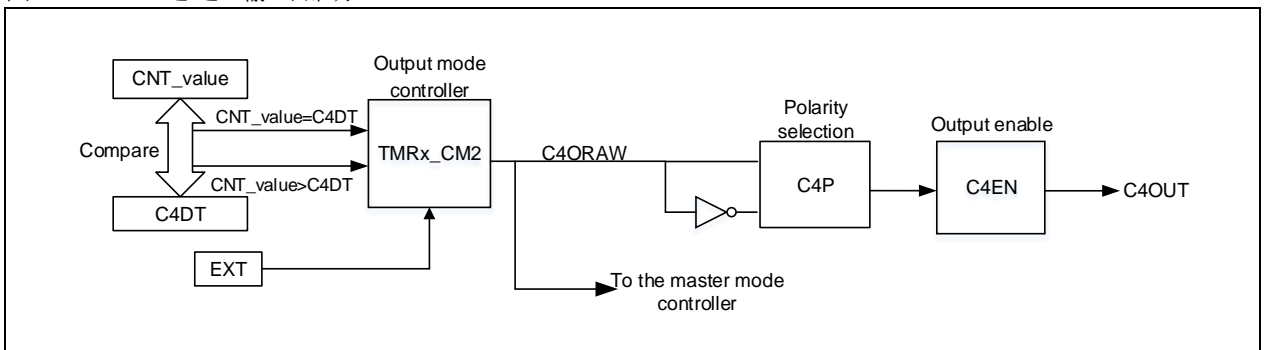 Output mode
controller
CNT_value
CNT_value=C4DT
Compare
TMRx_CM2
CNT_value>C4DT
C4DT
EXT
C4ORAW
To the master mode
controller
Polarity
selection
C4P
Output enable
C4EN
C4OUT